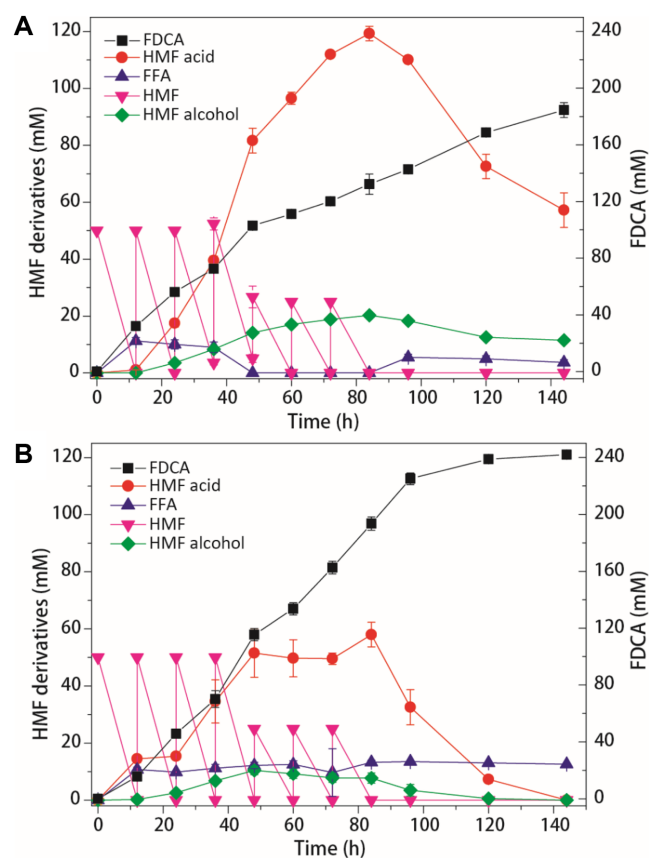 A
120
100
80
60
40
20
0
HMF derivatives (mM)
FDCA
HMF acid
FFA
HMF
HMF alcohol
240
200
160
120
80
40
0
FDCA (mM)
0 20 40 60 80 100 120 140
Time (h)
B
120
100
80
60
40
20
0
HMF derivatives (mM)
FDCA
HMF acid
FFA
HMF
HMF alcohol
240
200
160
120
80
40
0
FDCA (mM)
0 20 40 60 80 100 120 140
Time (h)